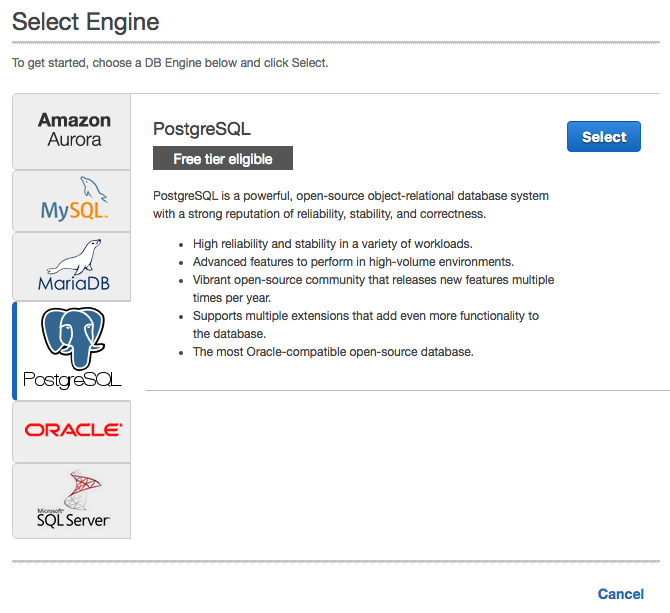 Select Engine
To get started, choose a DB Engine below and click Select.
Amazon
Aurora
MySQL™
MariaDB
PostgreSQL
ORACLE®
Microsoft®
SQL Server®
PostgreSQL
Select
Free tier eligible
PostgreSQL is a powerful, open-source object-relational database system
with a strong reputation of reliability, stability, and correctness.
• High reliability and stability in a variety of workloads.
• Advanced features to perform in high-volume environments.
• Vibrant open-source community that releases new features multiple
times per year.
• Supports multiple extensions that add even more functionality to
the database.
• The most Oracle-compatible open-source database.
Cancel